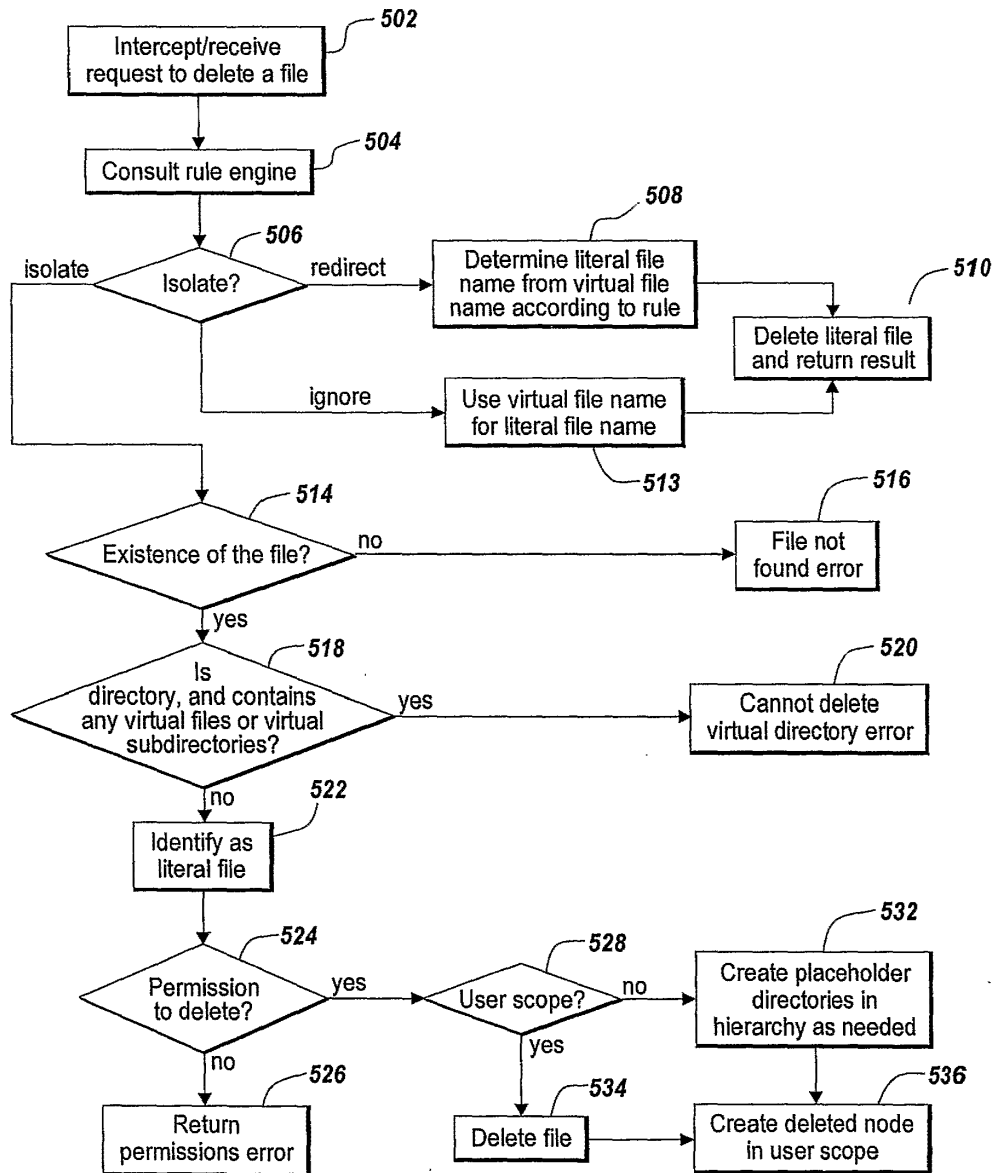 502
Intercept/receive
request to delete a file
504
Consult rule engine
506
508
510
isolate
Isolate?
redirect
Determine literal file
name from virtual file
name according to rule
Delete literal file
and return result
ignore
Use virtual file name
for literal file name
513
514
516
Existence of the file?
no
File not
found error
yes
518
520
Is
directory, and contains
any virtual files or virtual
subdirectories?
yes
Cannot delete
virtual directory error
no
522
Identify as
literal file
524
528
532
Permission
to delete?
yes
User scope?
no
Create placeholder
directories in
hierarchy as needed
no
yes
526
534
536
Return
permissions error
Delete file
Create deleted node
in user scope